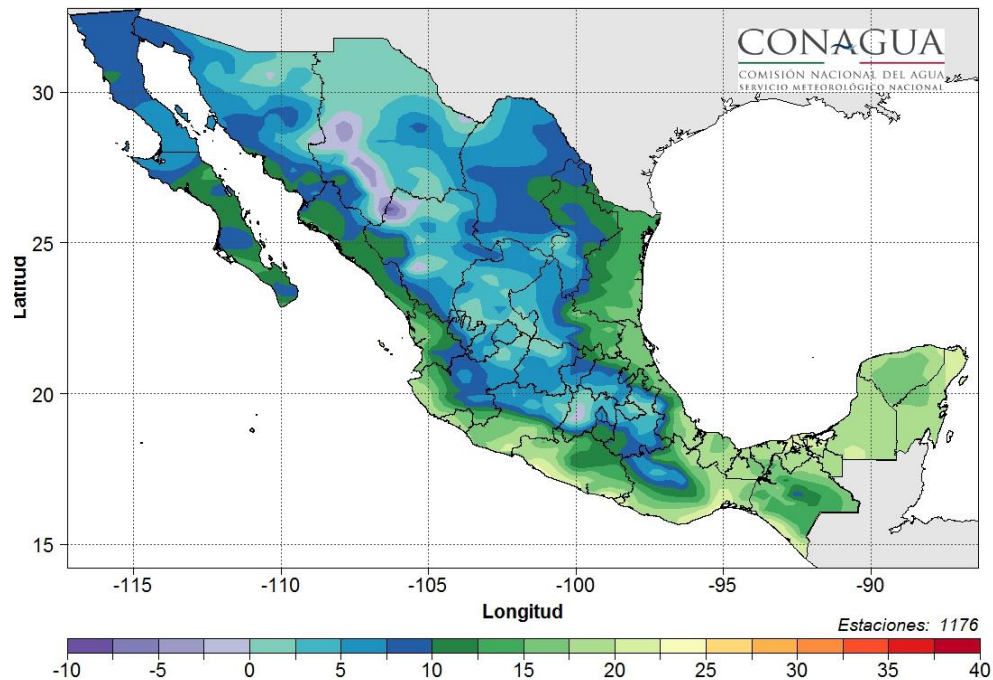 CONAGUA
COMISIÓN NACIONAL DEL AGUA
SERVICIO METEOROLÓGICO NACIONAL
30
25
20
15
-115 -110 -105 -100 -95 -90
Latitud
Longitud
Estaciones: 1176
-10 -5 0 5 10 15 20 25 30 35 40